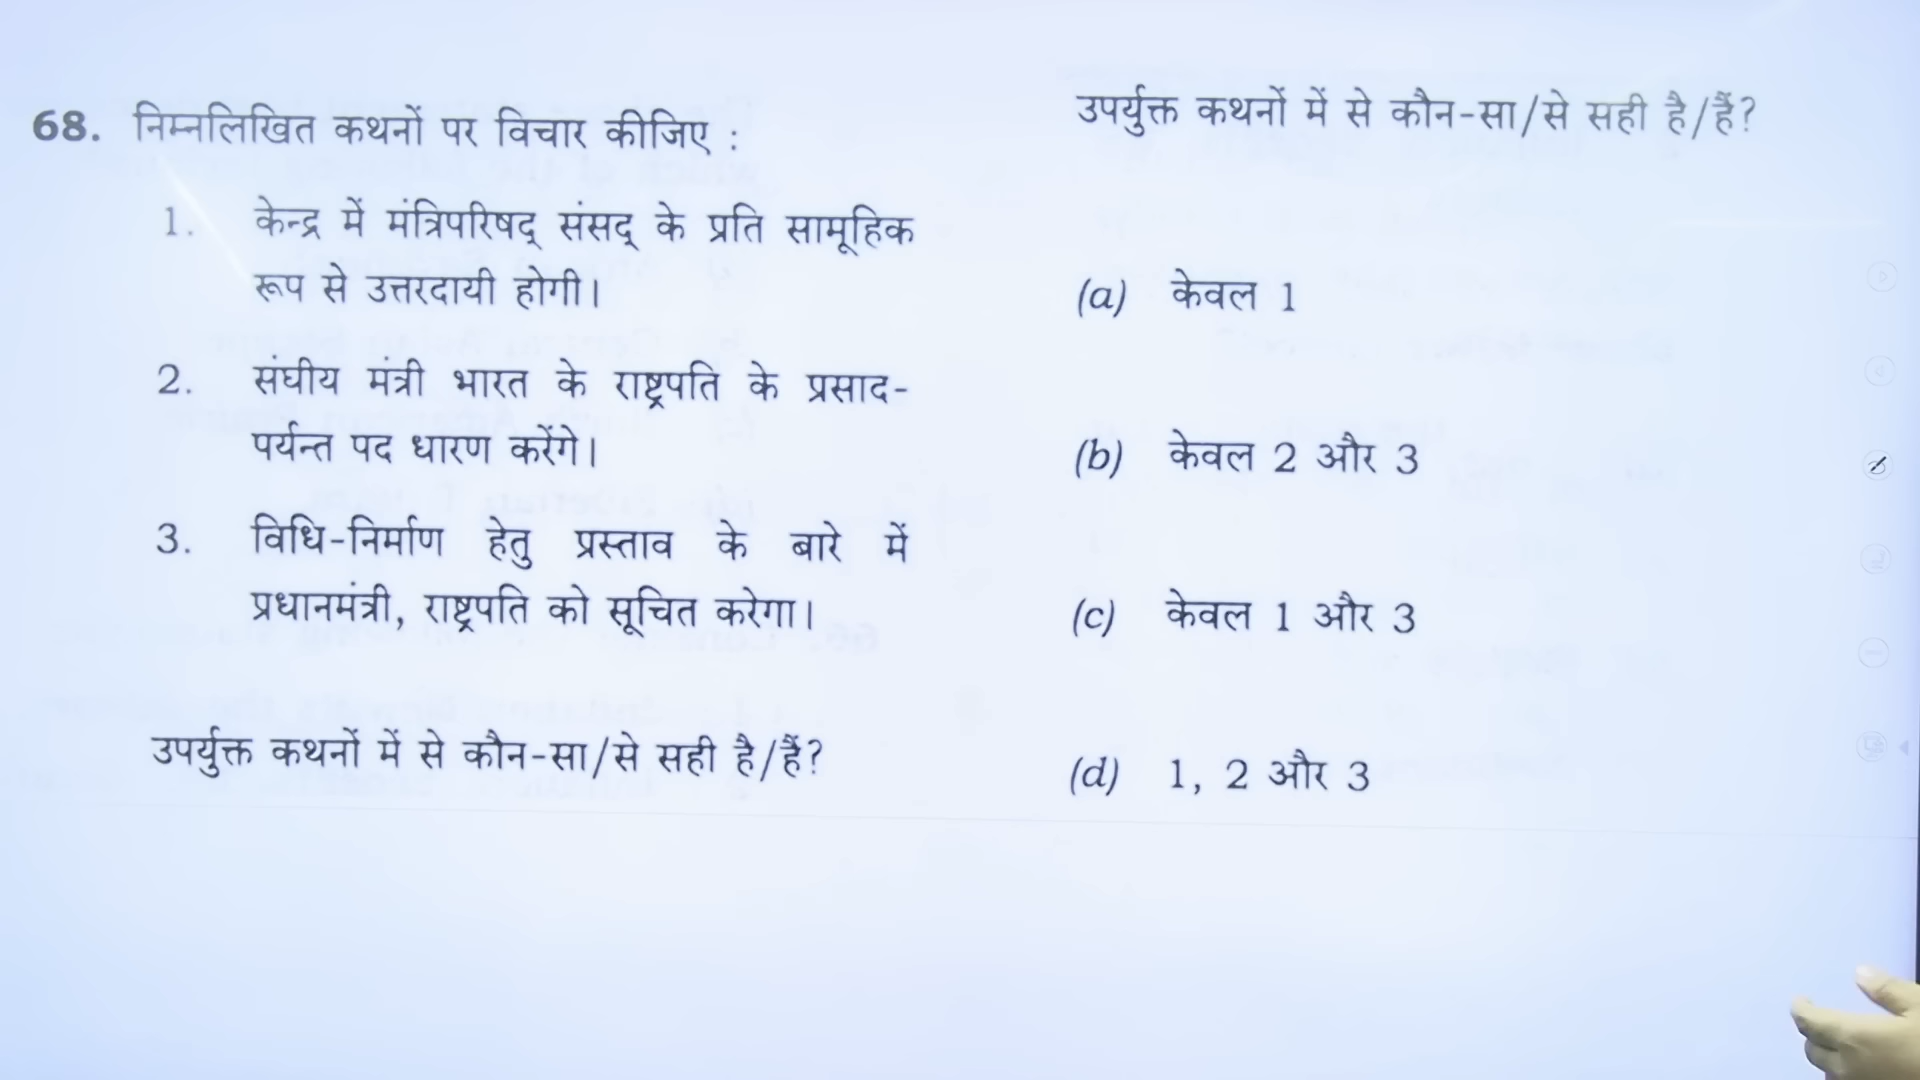 68. निम्नलिखित कथनों पर विचार कीजिए :
1. केन्द्र में मंत्रिपरिषद् संसद् के प्रति सामूहिक
रूप से उत्तरदायी होगी।
2. संघीय मंत्री भारत के राष्ट्रपति के प्रसाद-
पर्यन्त पद धारण करेंगे।
3. विधि-निर्माण हेतु प्रस्ताव के बारे में
प्रधानमंत्री, राष्ट्रपति को सूचित करेगा।
उपर्युक्त कथनों में से कौन-सा/से सही है/हैं?
उपर्युक्त कथनों में से कौन-सा/से सही है/हैं?
(a) केवल 1
(b) केवल 2 और 3
(c) केवल 1 और 3
(d) 1, 2 और 3